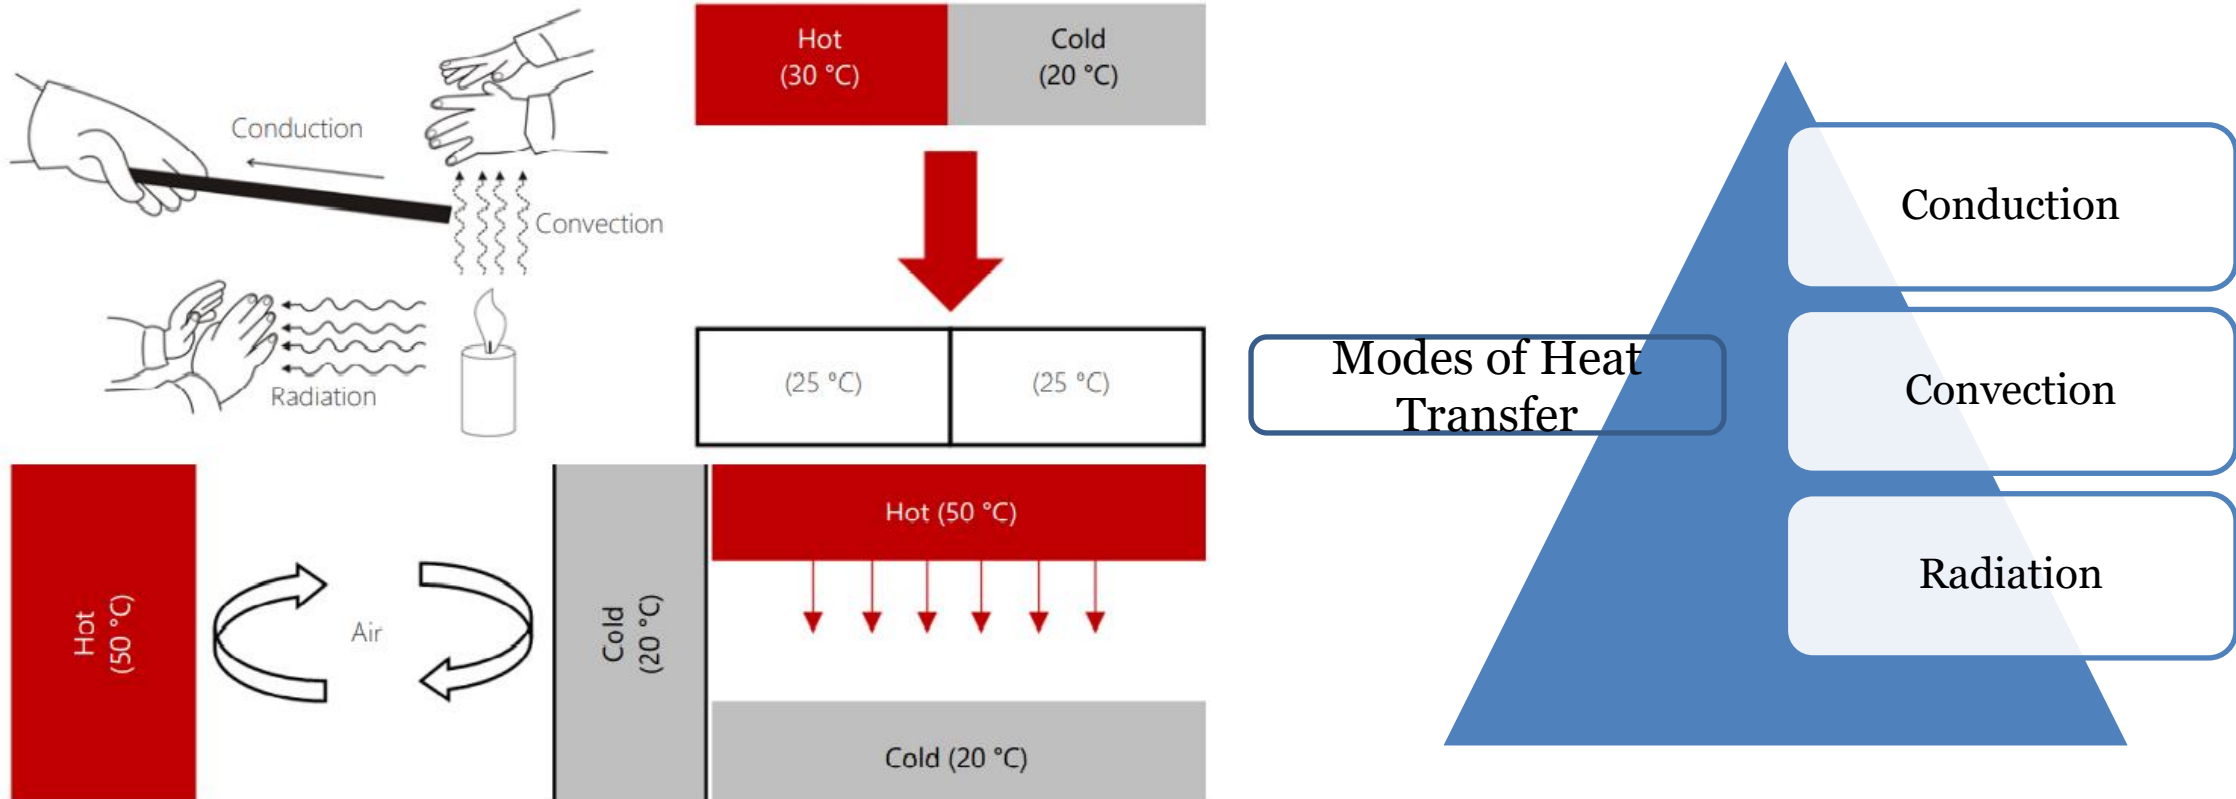 Conduction
Convection
Radiation
Hot
(30 °C)
Cold
(20 °C)
(25 °C)
(25 °C)
Hot
(50 °C)
Air
Cold
(20 °C)
Hot (50 °C)
Cold (20 °C)
Modes of Heat
Transfer
Conduction
Convection
Radiation